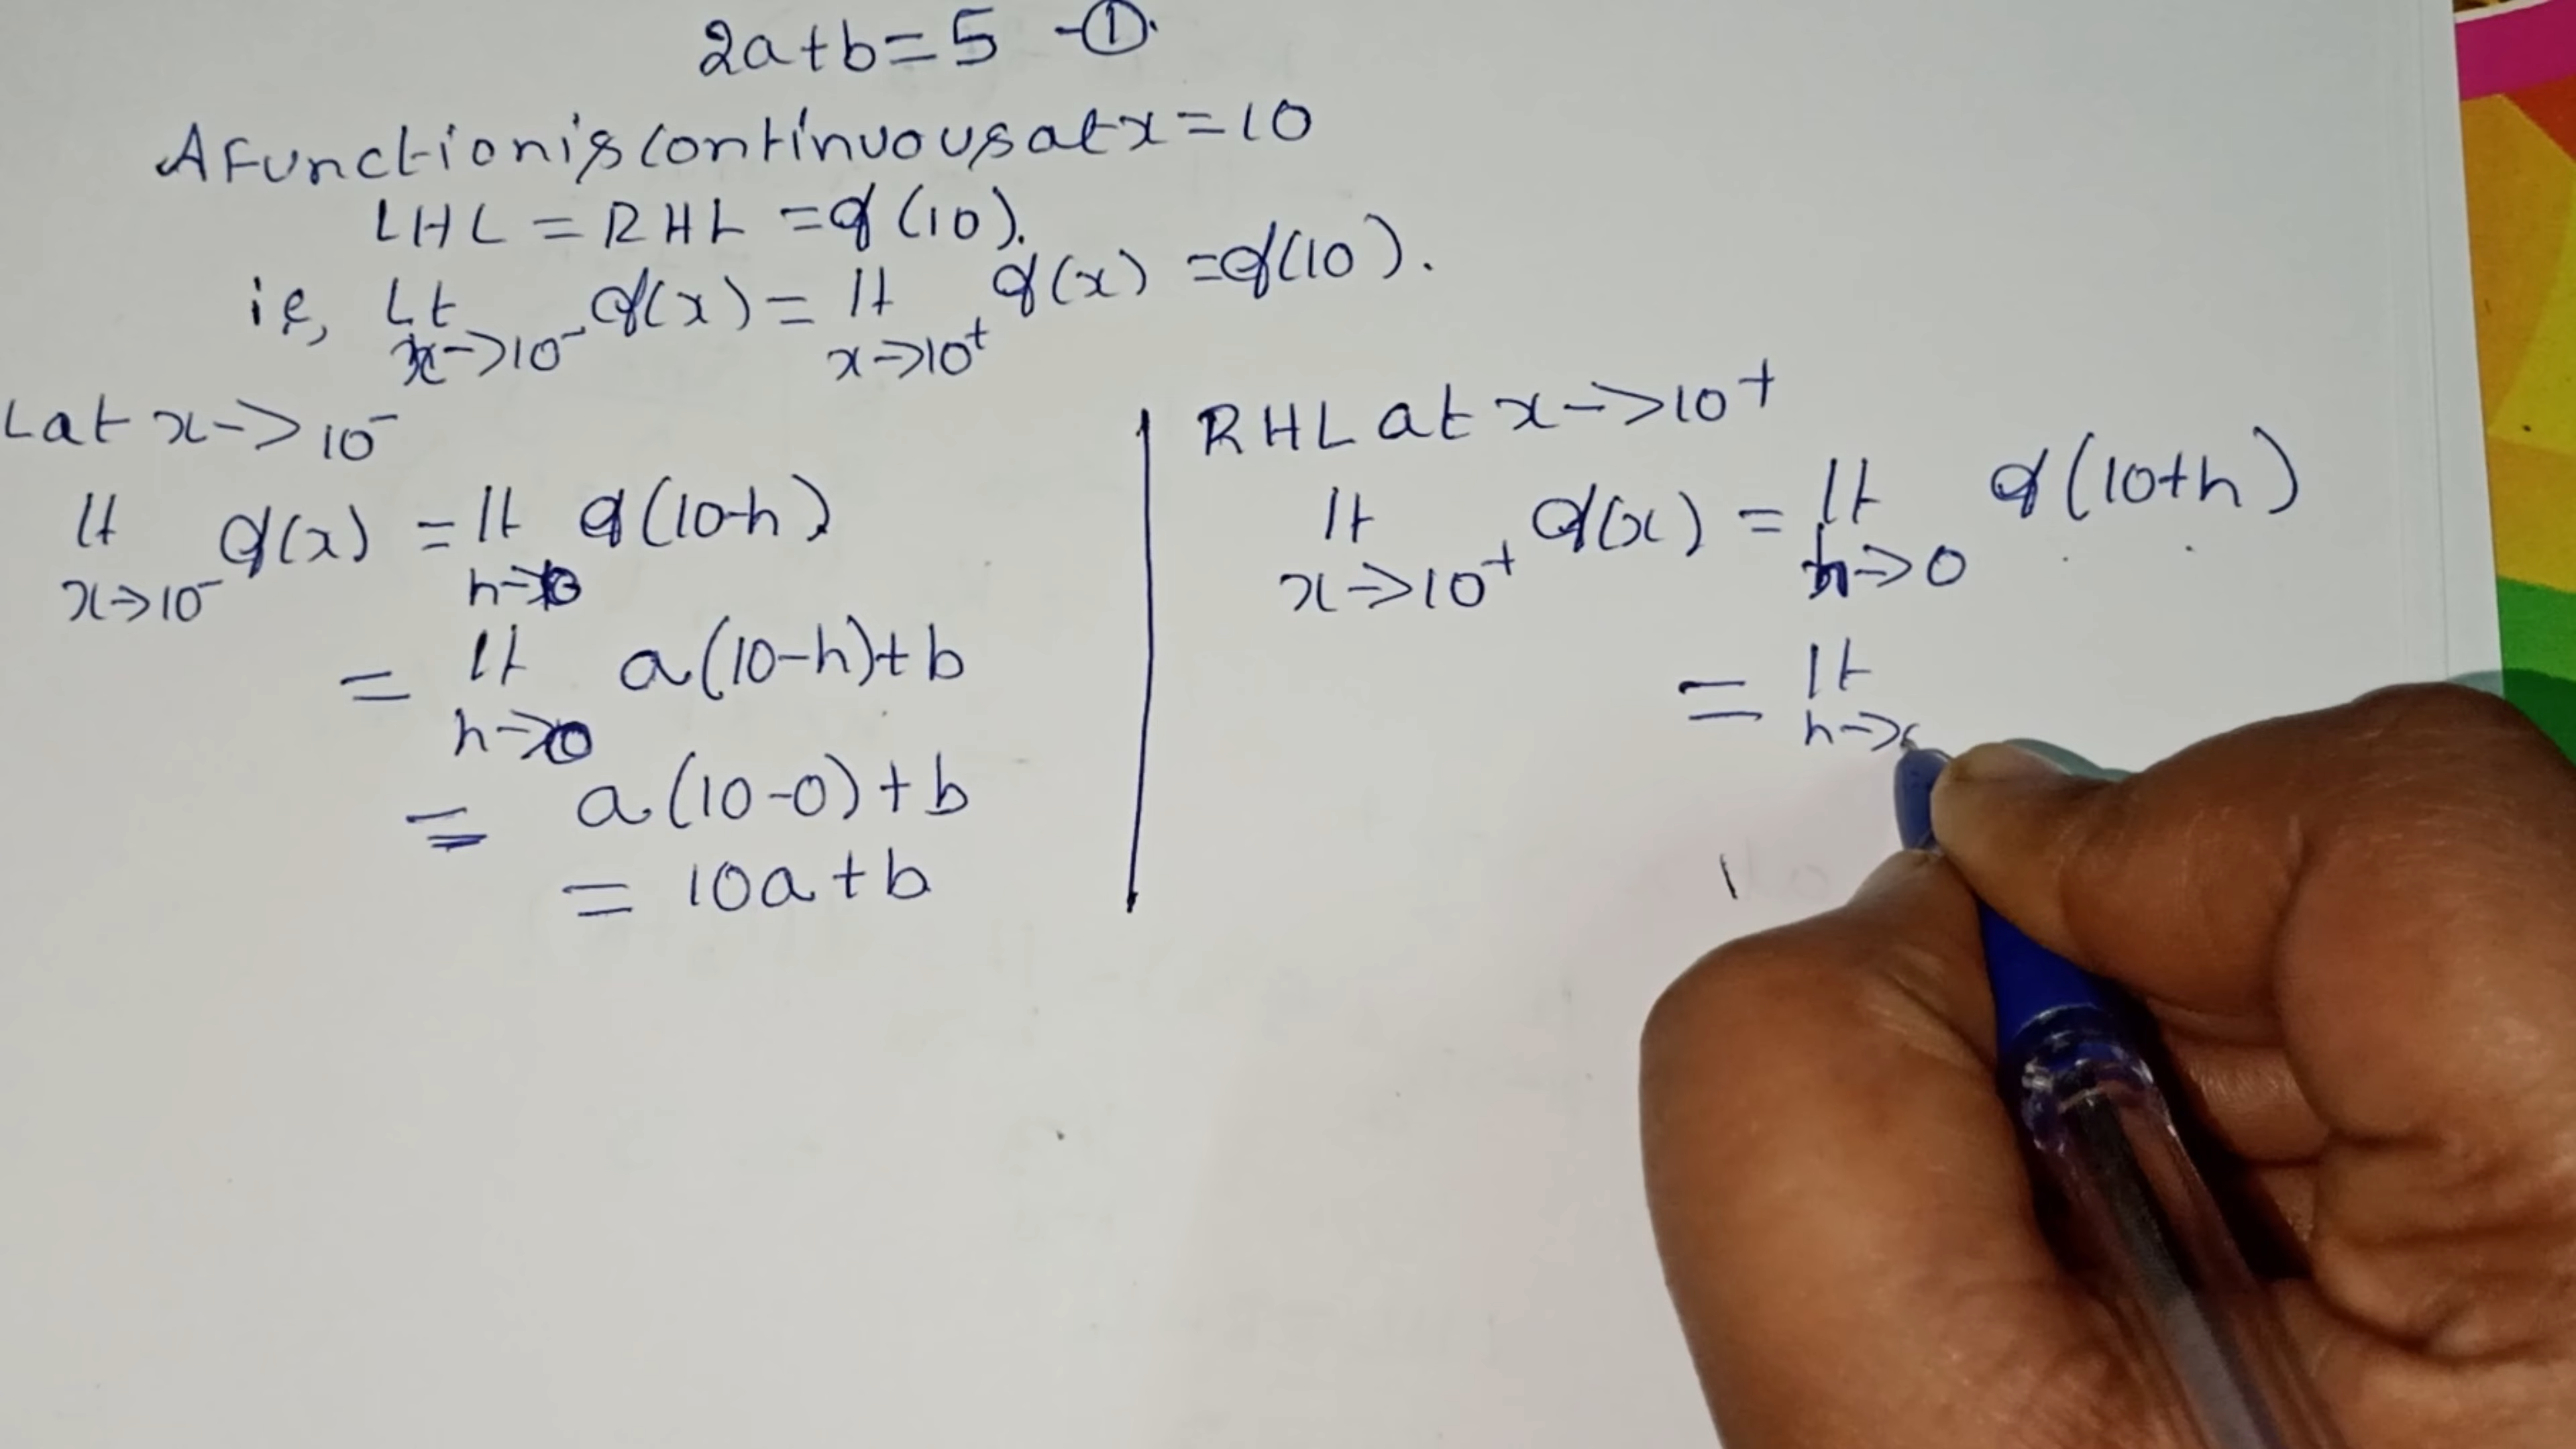 2a+b=5 -①.
A Function is continuous at x=10
LHL = RHL = f(10).
ie, Lt f(x) = lt f(x) = f(10).
x->10⁻ x->10⁺
L at x-> 10⁻
lt f(x) = lt f(10-h)
x->10⁻ h->0
= lt a(10-h)+b
h->0
= a(10-0)+b
= 10a+b
RHL at x->10⁺
lt f(x) = lt f(10+h)
x->10⁺ h->0
= lt
h->